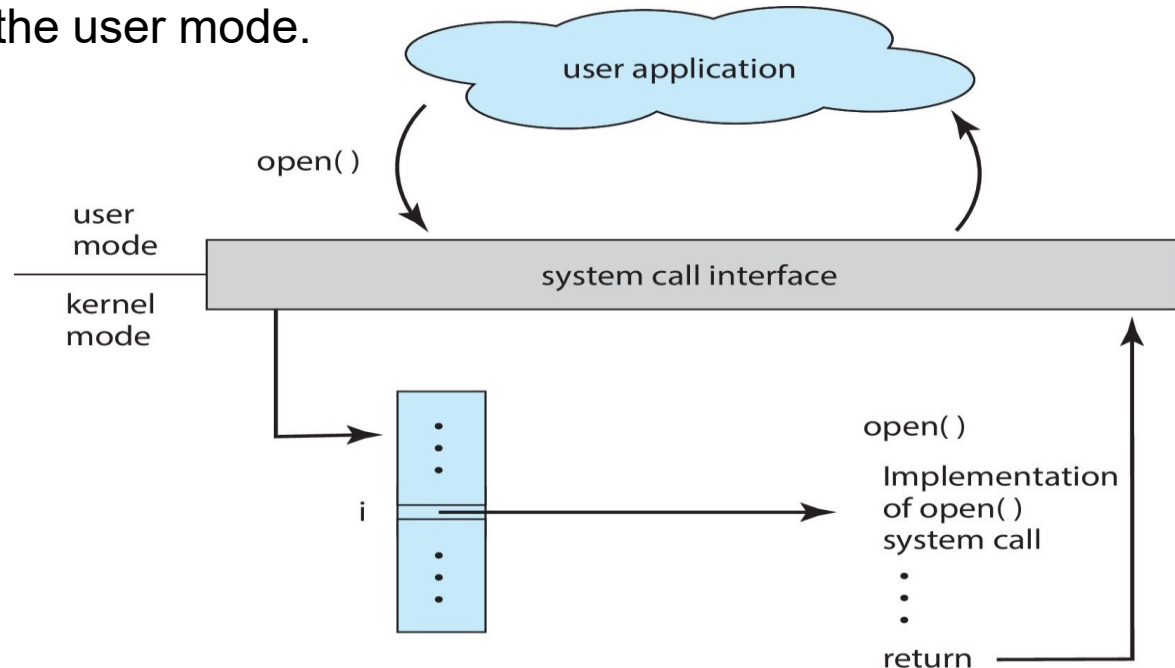 the user mode.
user application
open( )
user
mode
system call interface
kernel
mode
open( )
Implementation
i
of open( )
system call
return